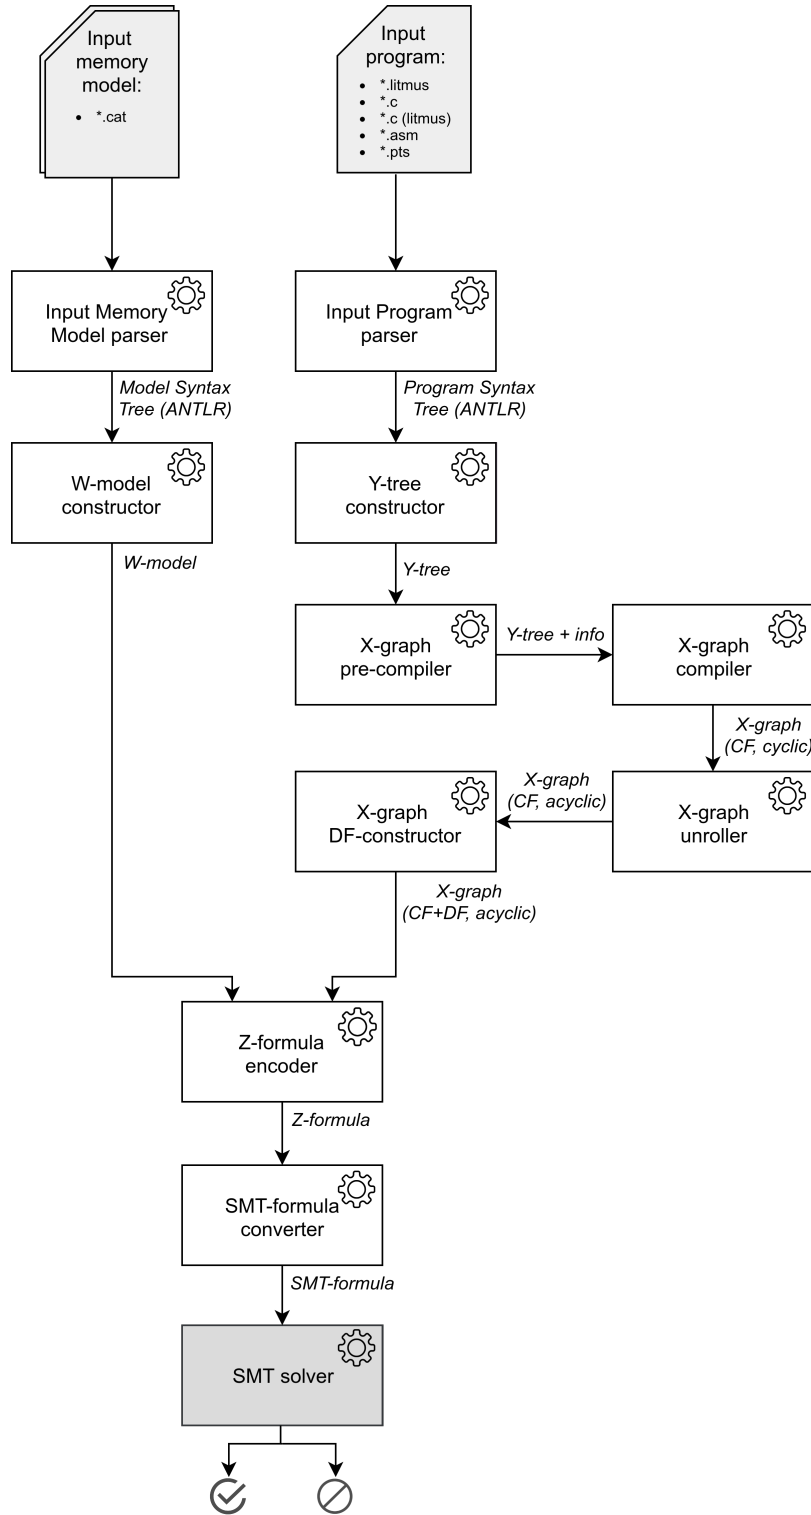 Input
memory
model:
*.cat
Input
program:
*.litmus
*.c
*.c (litmus)
*.asm
*.pts
Input Memory
Model parser
Input Program
parser
Model Syntax
Tree (ANTLR)
Program Syntax
Tree (ANTLR)
W-model
constructor
Y-tree
constructor
W-model
Y-tree
X-graph
pre-compiler
Y-tree + info
X-graph
compiler
X-graph
(CF, cyclic)
X-graph
DF-constructor
X-graph
(CF, acyclic)
X-graph
unroller
X-graph
(CF+DF, acyclic)
Z-formula
encoder
Z-formula
SMT-formula
converter
SMT-formula
SMT solver